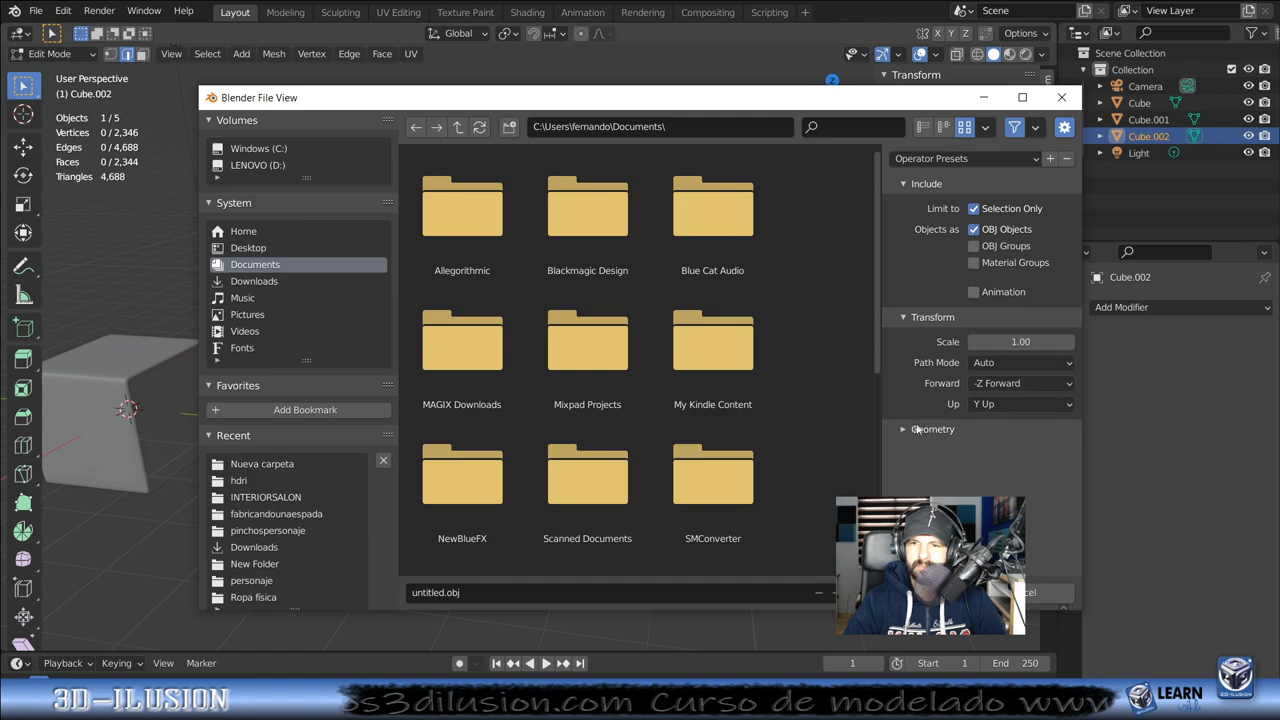 File Edit Render Window Help Layout Modeling Sculpting UV Editing Texture Paint Shading Animation Rendering Compositing Scripting + Scene View Layer
Global X Y Z Options
Edit Mode View Select Add Mesh Vertex Edge Face UV
Scene Collection
Collection
Camera
Cube
Cube.001
Cube.002
Light
User Perspective
(1) Cube.002
Objects 1 / 5
Vertices 0 / 2,346
Edges 0 / 4,688
Faces 0 / 2,344
Triangles 4,688
Transform
Blender File View
Volumes
Windows (C:)
LENOVO (D:)
System
Home
Desktop
Documents
Downloads
Music
Pictures
Videos
Fonts
Favorites
Add Bookmark
Recent
Nueva carpeta
hdri
INTERIORSALON
fabricandounaespada
pinchospersonaje
Downloads
New Folder
personaje
Ropa física
C:\Users\fernando\Documents\
Allegorithmic Blackmagic Design Blue Cat Audio
MAGIX Downloads Mixpad Projects My Kindle Content
NewBlueFX Scanned Documents SMConverter
untitled.obj
Operator Presets
Include
Limit to Selection Only
Objects as OBJ Objects
OBJ Groups
Material Groups
Animation
Transform
Scale 1.00
Path Mode Auto
Forward -Z Forward
Up Y Up
Geometry
Cube.002
Add Modifier
Playback Keying View Marker 1 Start 1 End 250
3D-ILUSION os3dilusion.com Curso de modelado www LEARN
3D-ILUSION